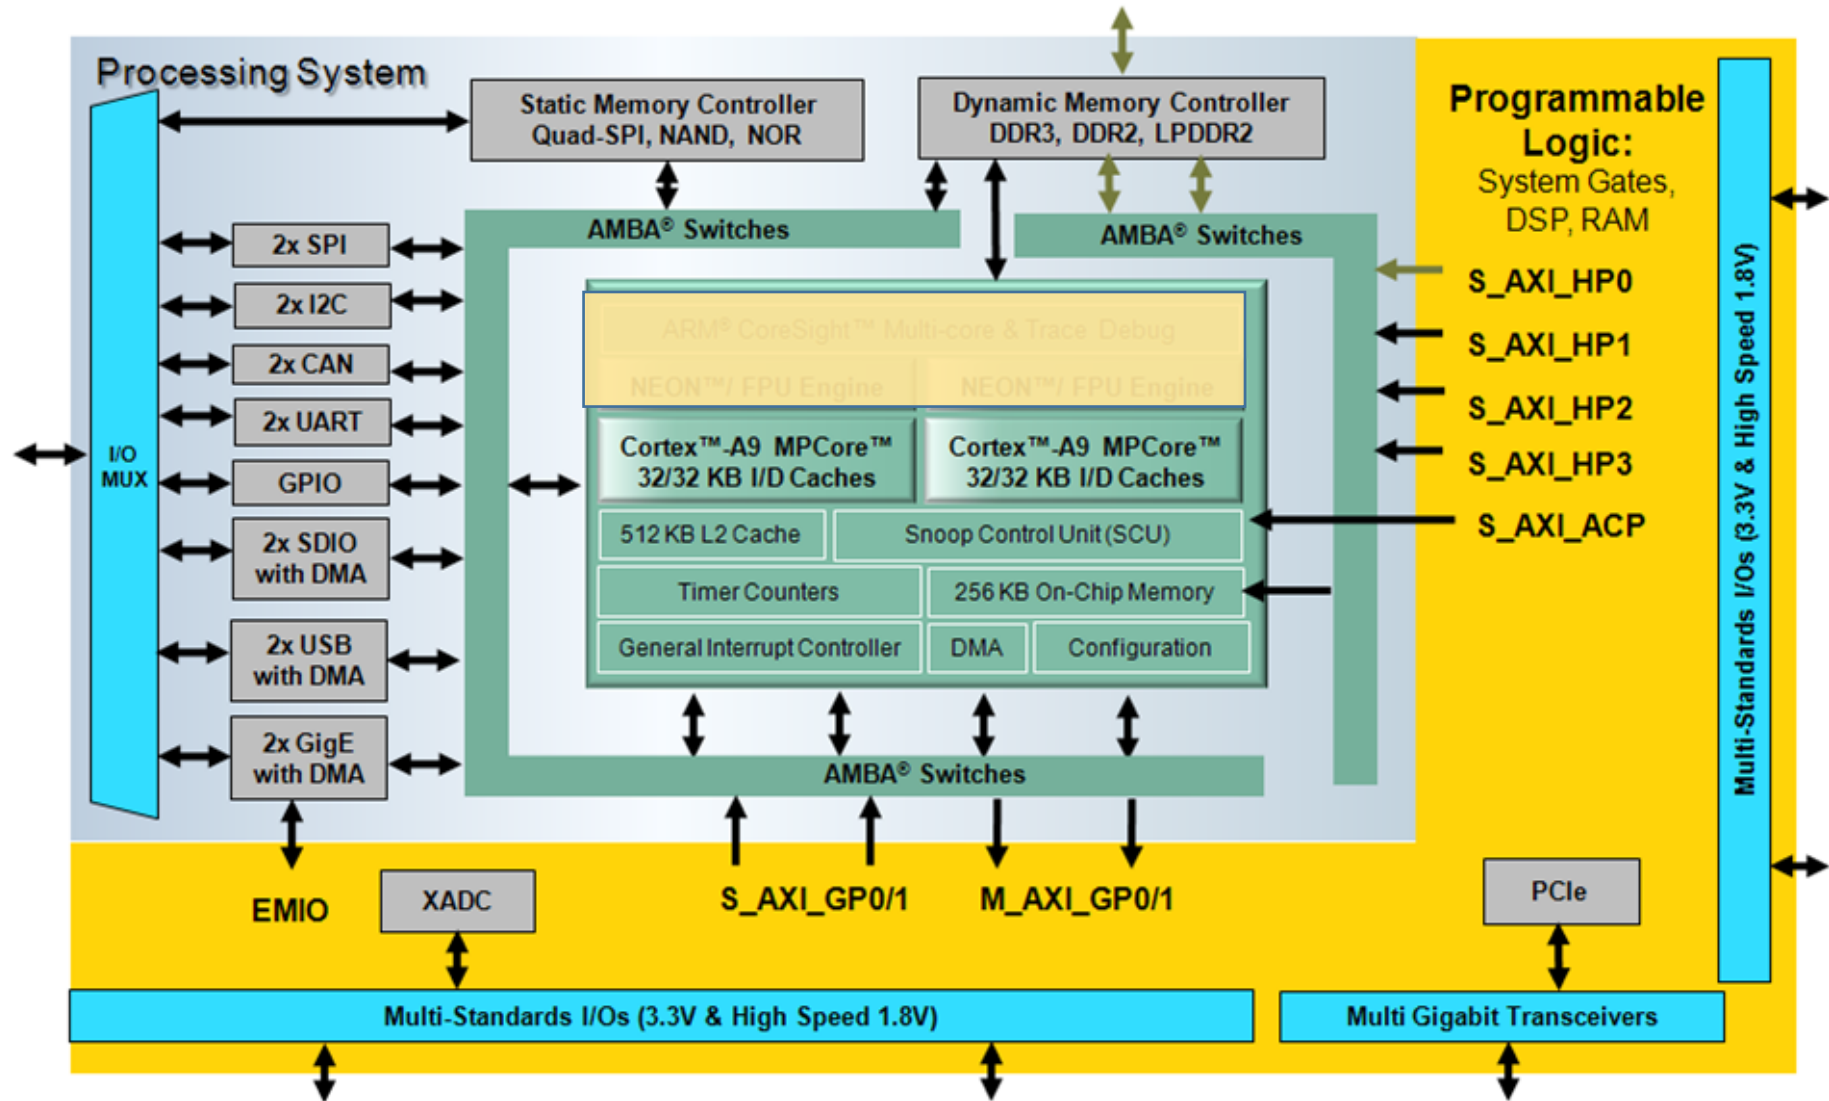 Processing System
Static Memory Controller
Quad-SPI, NAND, NOR
Dynamic Memory Controller
DDR3, DDR2, LPDDR2
Programmable
Logic:
System Gates,
DSP, RAM
AMBA® Switches
AMBA® Switches
2x SPI
2x I2C
2x CAN
2x UART
GPIO
2x SDIO
with DMA
2x USB
with DMA
2x GigE
with DMA
I/O
MUX
ARM® CoreSight™ Multi-core & Trace Debug
NEON™/ FPU Engine
NEON™/ FPU Engine
Cortex™-A9 MPCore™
32/32 KB I/D Caches
Cortex™-A9 MPCore™
32/32 KB I/D Caches
512 KB L2 Cache
Snoop Control Unit (SCU)
Timer Counters
256 KB On-Chip Memory
General Interrupt Controller
DMA
Configuration
AMBA® Switches
S_AXI_HP0
S_AXI_HP1
S_AXI_HP2
S_AXI_HP3
S_AXI_ACP
Multi-Standards I/Os (3.3V & High Speed 1.8V)
EMIO
XADC
S_AXI_GP0/1
M_AXI_GP0/1
PCIe
Multi-Standards I/Os (3.3V & High Speed 1.8V)
Multi Gigabit Transceivers